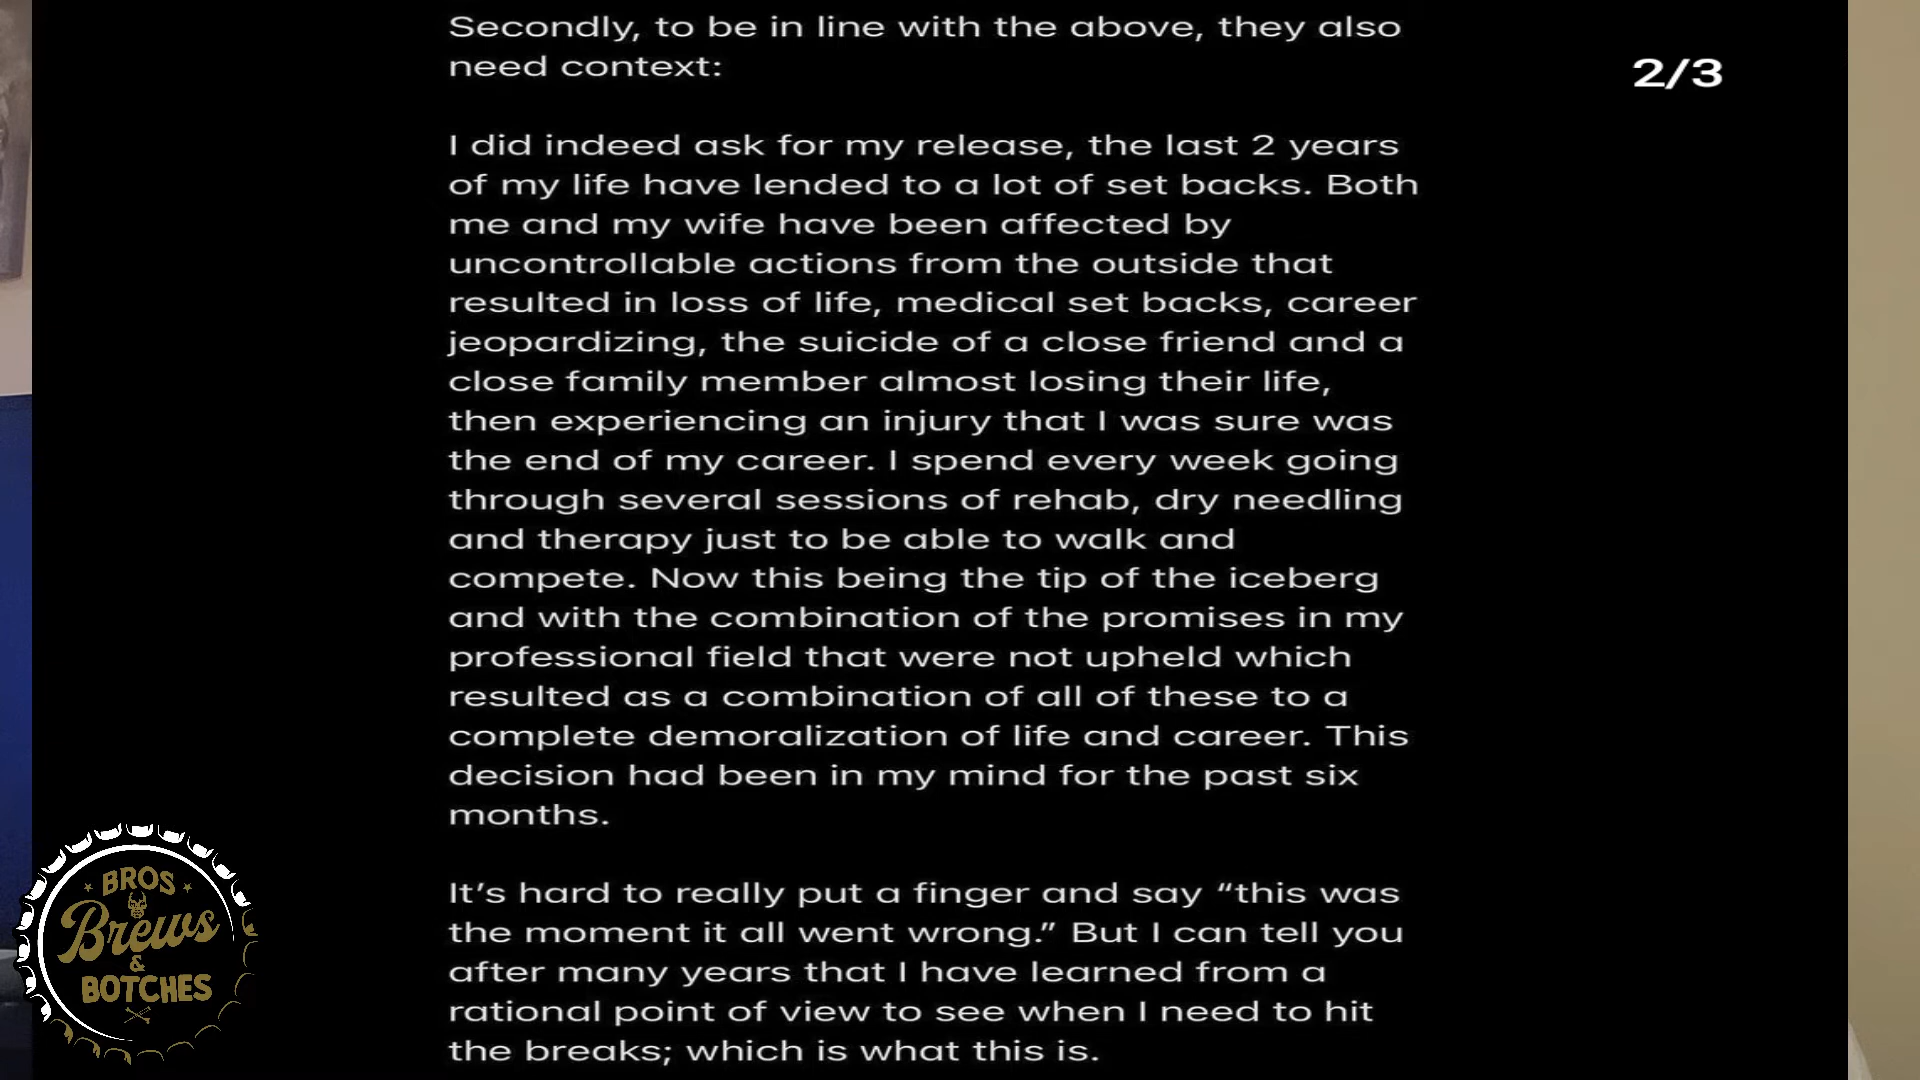 Secondly, to be in line with the above, they also
need context:
2/3
I did indeed ask for my release, the last 2 years
of my life have lended to a lot of set backs. Both
me and my wife have been affected by
uncontrollable actions from the outside that
resulted in loss of life, medical set backs, career
jeopardizing, the suicide of a close friend and a
close family member almost losing their life,
then experiencing an injury that I was sure was
the end of my career. I spend every week going
through several sessions of rehab, dry needling
and therapy just to be able to walk and
compete. Now this being the tip of the iceberg
and with the combination of the promises in my
professional field that were not upheld which
resulted as a combination of all of these to a
complete demoralization of life and career. This
decision had been in my mind for the past six
months.
It’s hard to really put a finger and say “this was
the moment it all went wrong.” But I can tell you
after many years that I have learned from a
rational point of view to see when I need to hit
the breaks; which is what this is.
BROS
Brews
&
BOTCHES